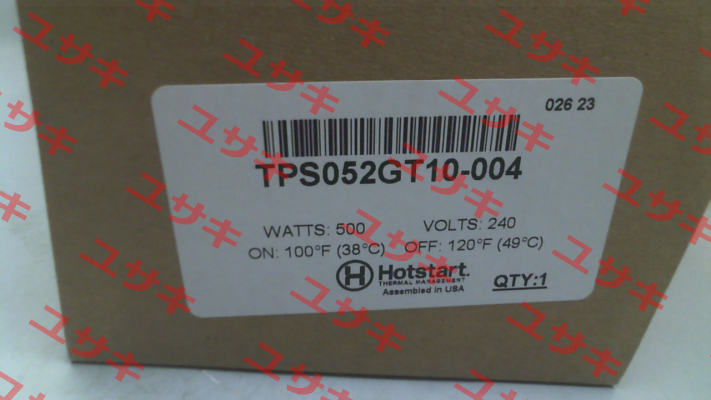 026 23
TPS052GT10-004
WATTS: 500 VOLTS: 240
ON: 100°F (38°C) OFF: 120°F (49°C)
H Hotstart.
THERMAL MANAGEMENT
Assembled in USA
QTY:1
ユサキ